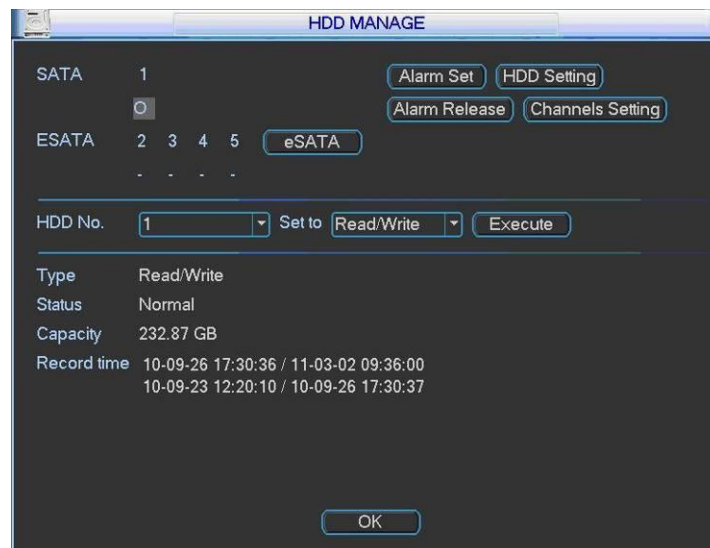 HDD MANAGE
SATA 1 Alarm Set HDD Setting
O Alarm Release Channels Setting
ESATA 2 3 4 5 eSATA
- - - -
HDD No. 1 Set to Read/Write Execute
Type Read/Write
Status Normal
Capacity 232.87 GB
Record time 10-09-26 17:30:36 / 11-03-02 09:36:00
10-09-23 12:20:10 / 10-09-26 17:30:37
OK